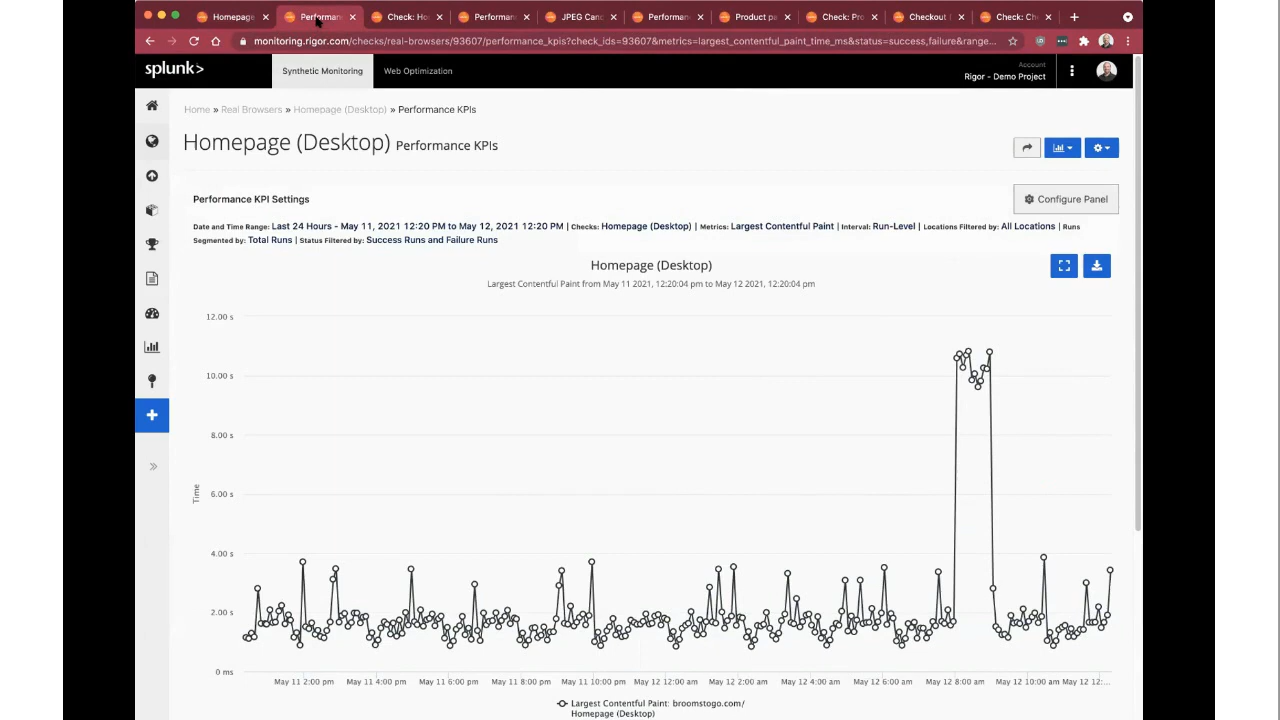 Homepage
Performan
Check: Ho
Performan
JPEG Can
Performan
Product pa
Check: Pro
Checkout
Check: Ch
monitoring.rigor.com/checks/real-browsers/93607/performance_kpis?check_ids=93607&metrics=largest_contentful_paint_time_ms&status=success,failure&range...
splunk>
Synthetic Monitoring
Web Optimization
Account
Rigor - Demo Project
Home » Real Browsers » Homepage (Desktop) » Performance KPIs
Homepage (Desktop) Performance KPIs
Performance KPI Settings
Configure Panel
Date and Time Range: Last 24 Hours - May 11, 2021 12:20 PM to May 12, 2021 12:20 PM | Checks: Homepage (Desktop) | Metrics: Largest Contentful Paint | Interval: Run-Level | Locations Filtered by: All Locations | Runs
Segmented by: Total Runs | Status Filtered by: Success Runs and Failure Runs
Homepage (Desktop)
Largest Contentful Paint from May 11 2021, 12:20:04 pm to May 12 2021, 12:20:04 pm
12.00 s
10.00 s
8.00 s
6.00 s
4.00 s
2.00 s
0 ms
Time
May 11 2:00 pm
May 11 4:00 pm
May 11 6:00 pm
May 11 8:00 pm
May 11 10:00 pm
May 12 12:00 am
May 12 2:00 am
May 12 4:00 am
May 12 6:00 am
May 12 8:00 am
May 12 10:00 am
May 12 12:...
Largest Contentful Paint: broomstogo.com/
Homepage (Desktop)